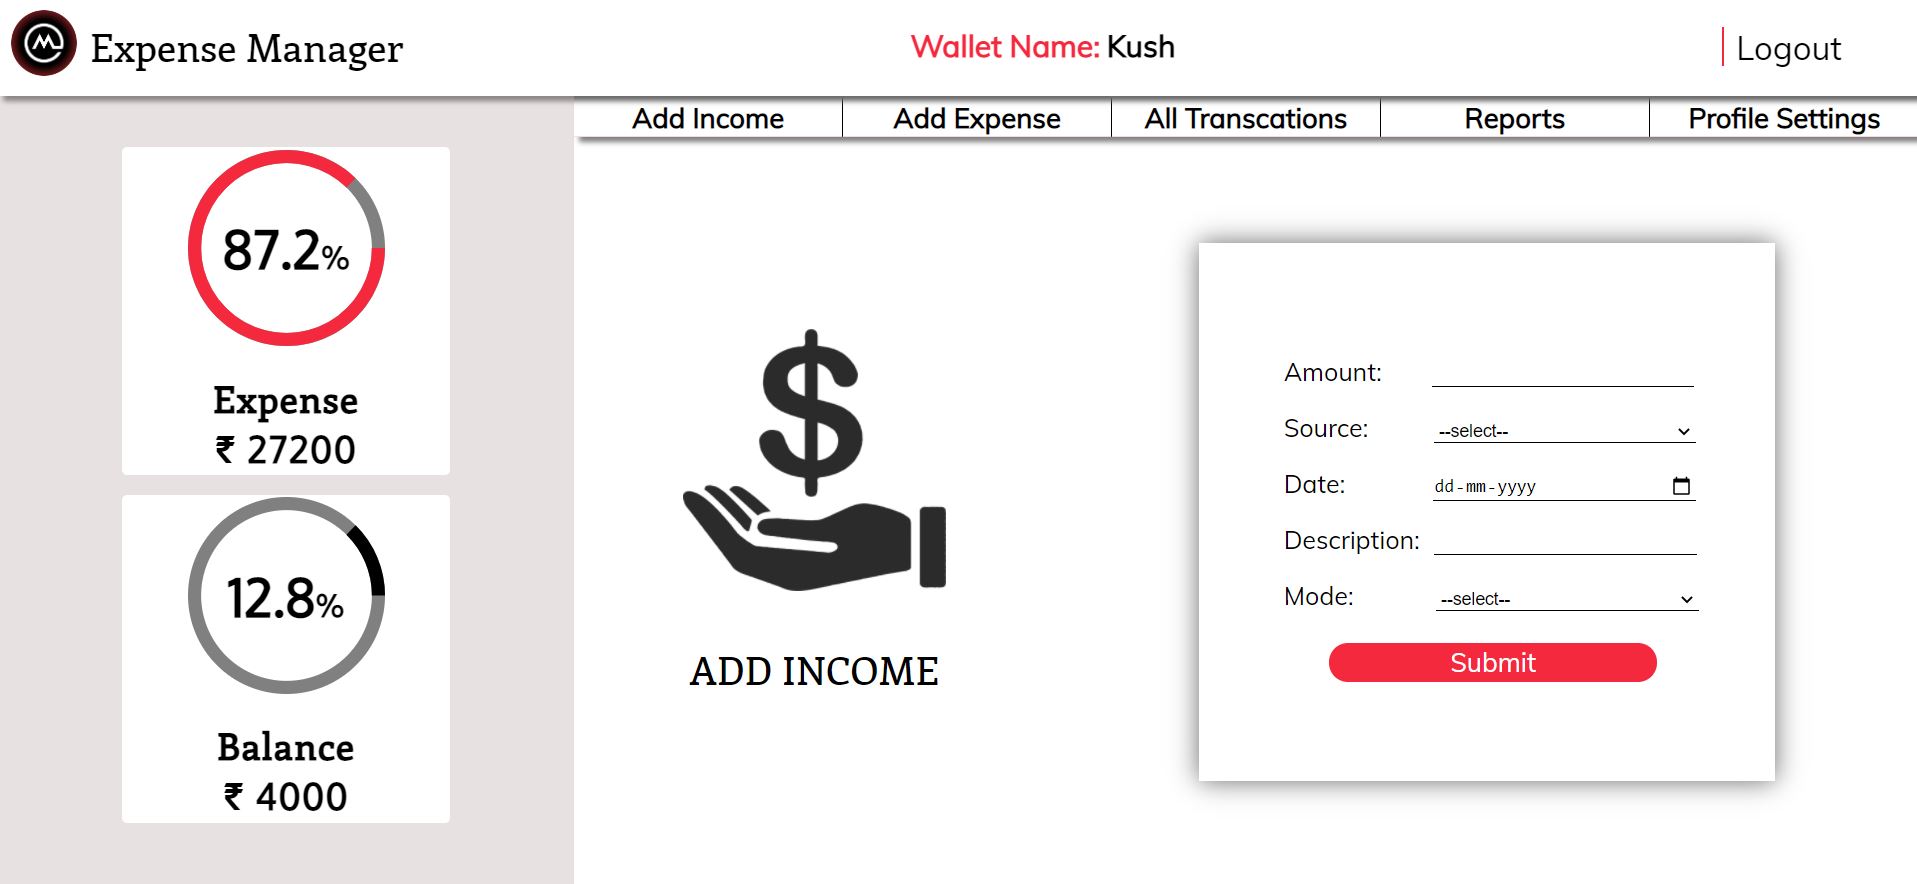 Expense Manager
Wallet Name: Kush
Logout
Add Income
Add Expense
All Transcations
Reports
Profile Settings
87.2%
Expense
₹ 27200
12.8%
Balance
₹ 4000
$
ADD INCOME
Amount:
Source: --select--
Date: dd-mm-yyyy
Description:
Mode: --select--
Submit